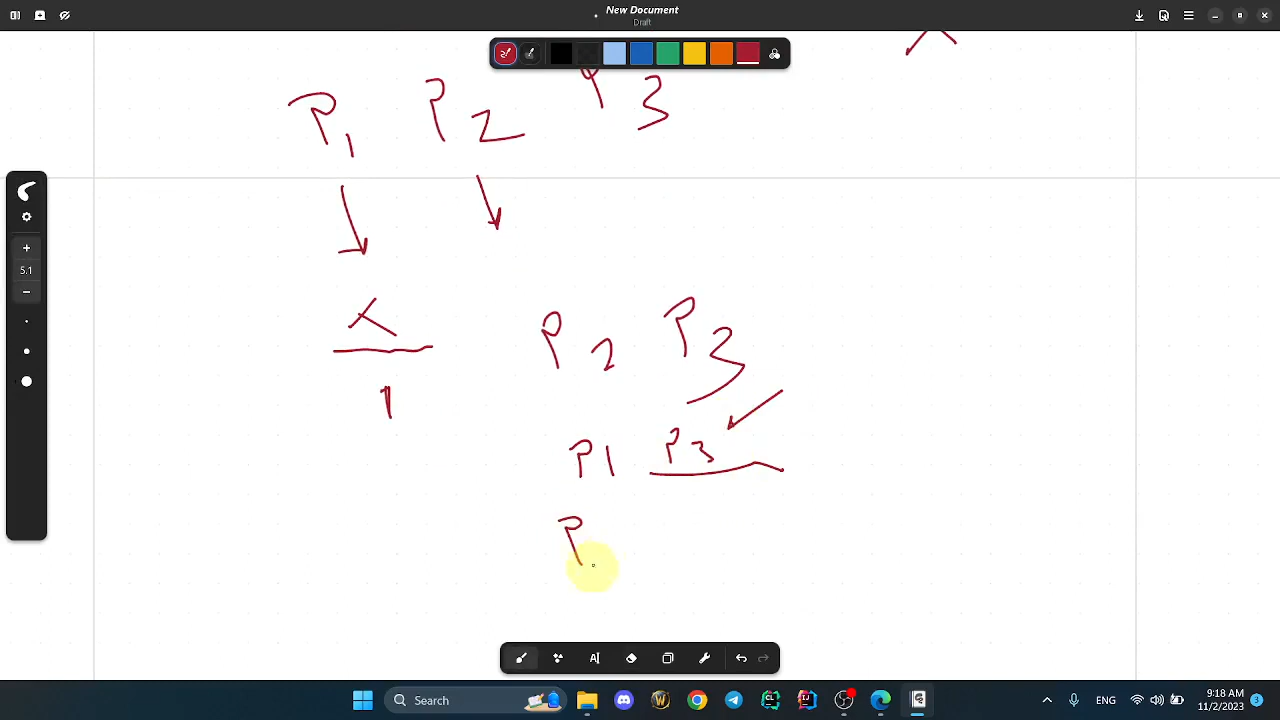 New Document
Draft
P1 P2 P3
5.1
P2 P3
1
P1 P3
P
Search
ENG
9:18 AM
11/2/2023
3